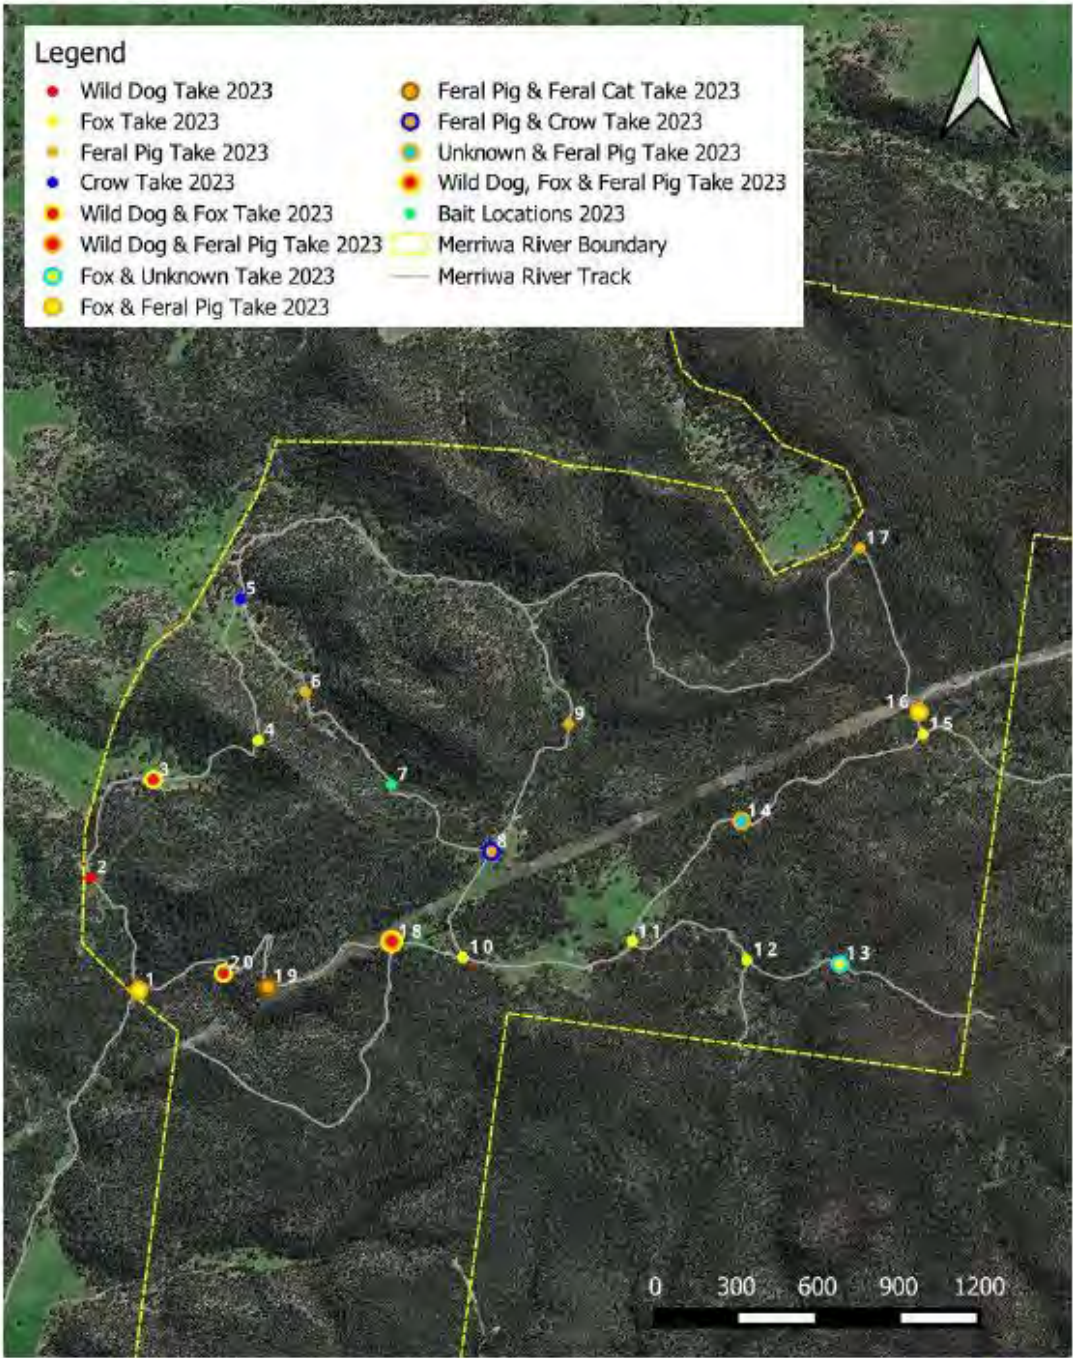 Legend
Wild Dog Take 2023
Fox Take 2023
Feral Pig Take 2023
Crow Take 2023
Wild Dog & Fox Take 2023
Wild Dog & Feral Pig Take 2023
Fox & Unknown Take 2023
Fox & Feral Pig Take 2023
Feral Pig & Feral Cat Take 2023
Feral Pig & Crow Take 2023
Unknown & Feral Pig Take 2023
Wild Dog, Fox & Feral Pig Take 2023
Bait Locations 2023
Merriwa River Boundary
Merriwa River Track
17
5
6
16
9
15
4
3
7
14
8
2
18
11
10
12
13
20
1
19
0 300 600 900 1200